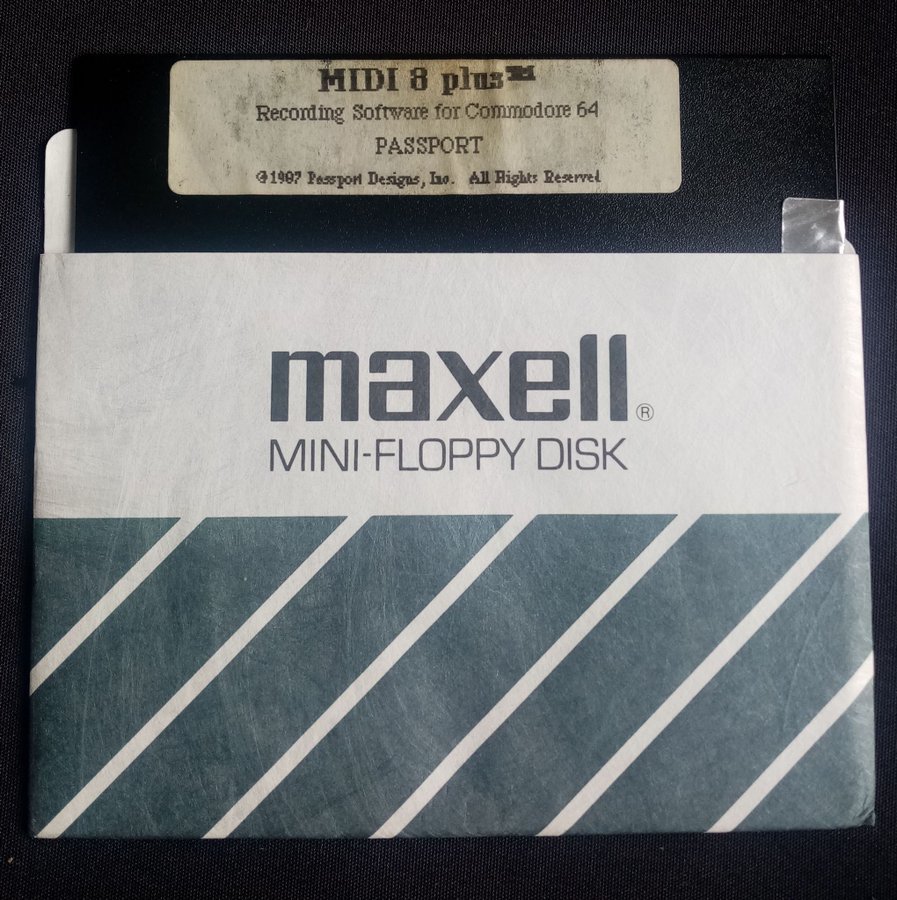 MIDI 8 plus™
Recording Software for Commodore 64
PASSPORT
©1987 Passport Designs, Inc. All Rights Reserved
maxell®
MINI-FLOPPY DISK